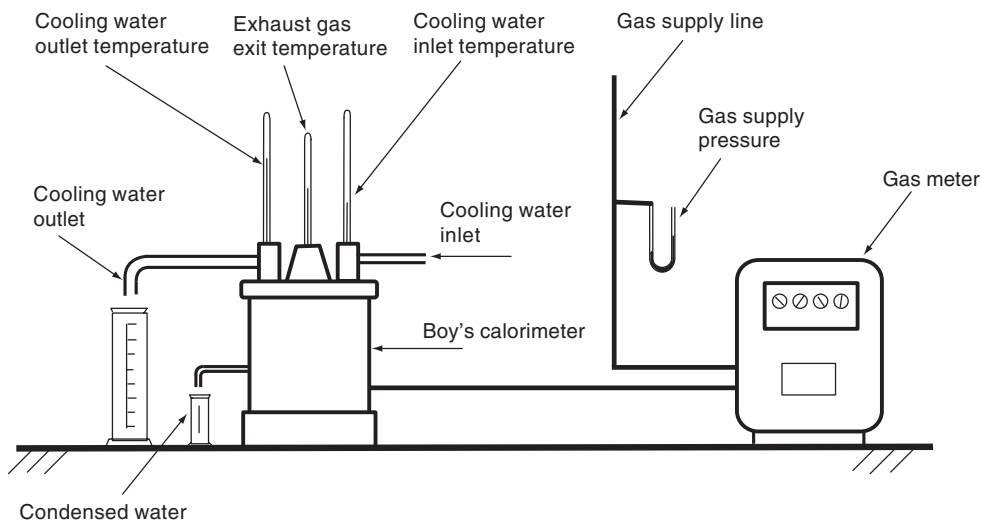 Cooling water
outlet temperature
Exhaust gas
exit temperature
Cooling water
inlet temperature
Gas supply line
Gas supply
pressure
Gas meter
Cooling water
outlet
Cooling water
inlet
Boy's calorimeter
Condensed water